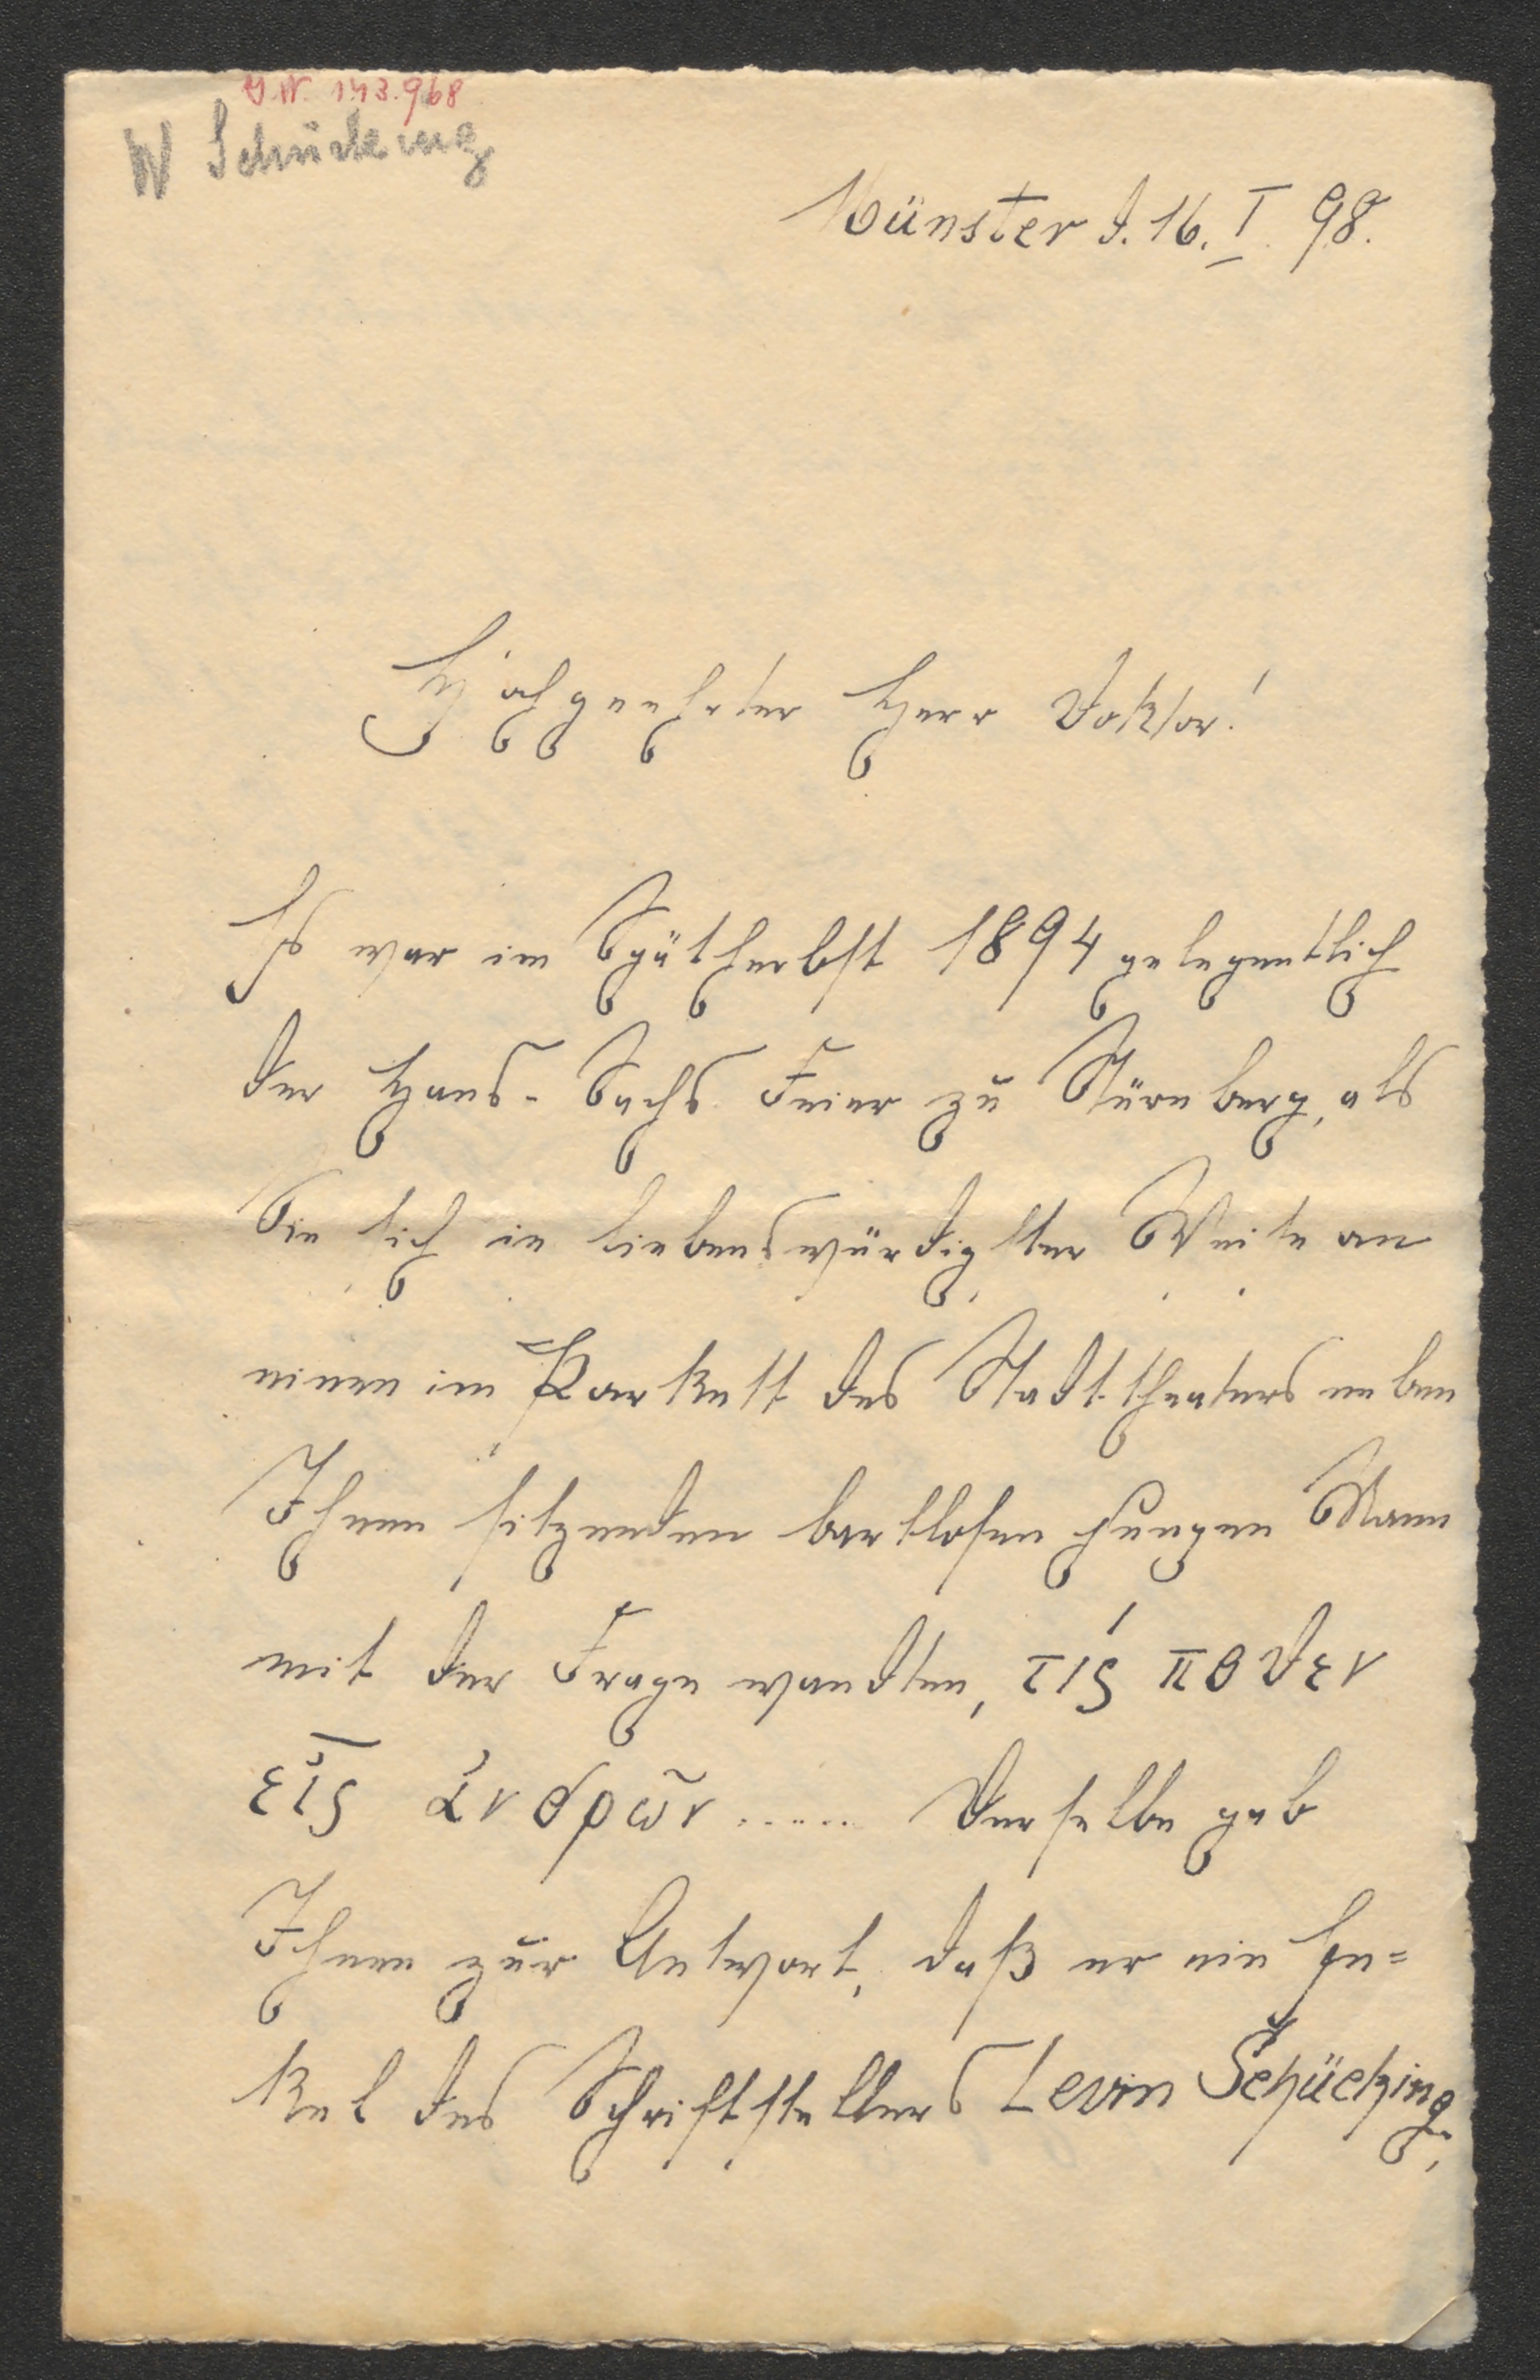 J.N. 143.968
W Schücking
Münster d. 16. I. 98.
Hochgeehrter Herr Doktor!
Es war im Spätherbst 1894 gelegentlich
der Hans-Sachs Feier zu Nürnberg, als
Sie sich in liebenswürdigster Weise an
einen im Parkett des Stadttheaters neben
Ihnen sitzenden bartlosen jungen Mann
mit der Frage wandten, τίς ποθεν
εἶς ἀνδρῶν ...... Derselbe gab
Ihnen zur Antwort, daß er ein En=
kel des Schriftstellers Levin Schücking,